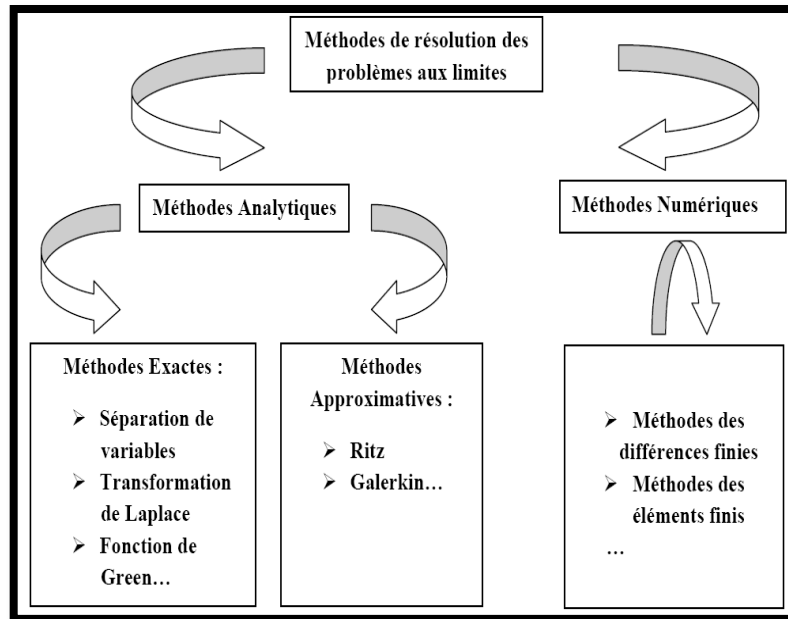 Méthodes de résolution des
problèmes aux limites
Méthodes Analytiques
Méthodes Numériques
Méthodes Exactes :
➢ Séparation de
variables
➢ Transformation
de Laplace
➢ Fonction de
Green…
Méthodes
Approximatives :
➢ Ritz
➢ Galerkin…
➢ Méthodes des
différences finies
➢ Méthodes des
éléments finis
…